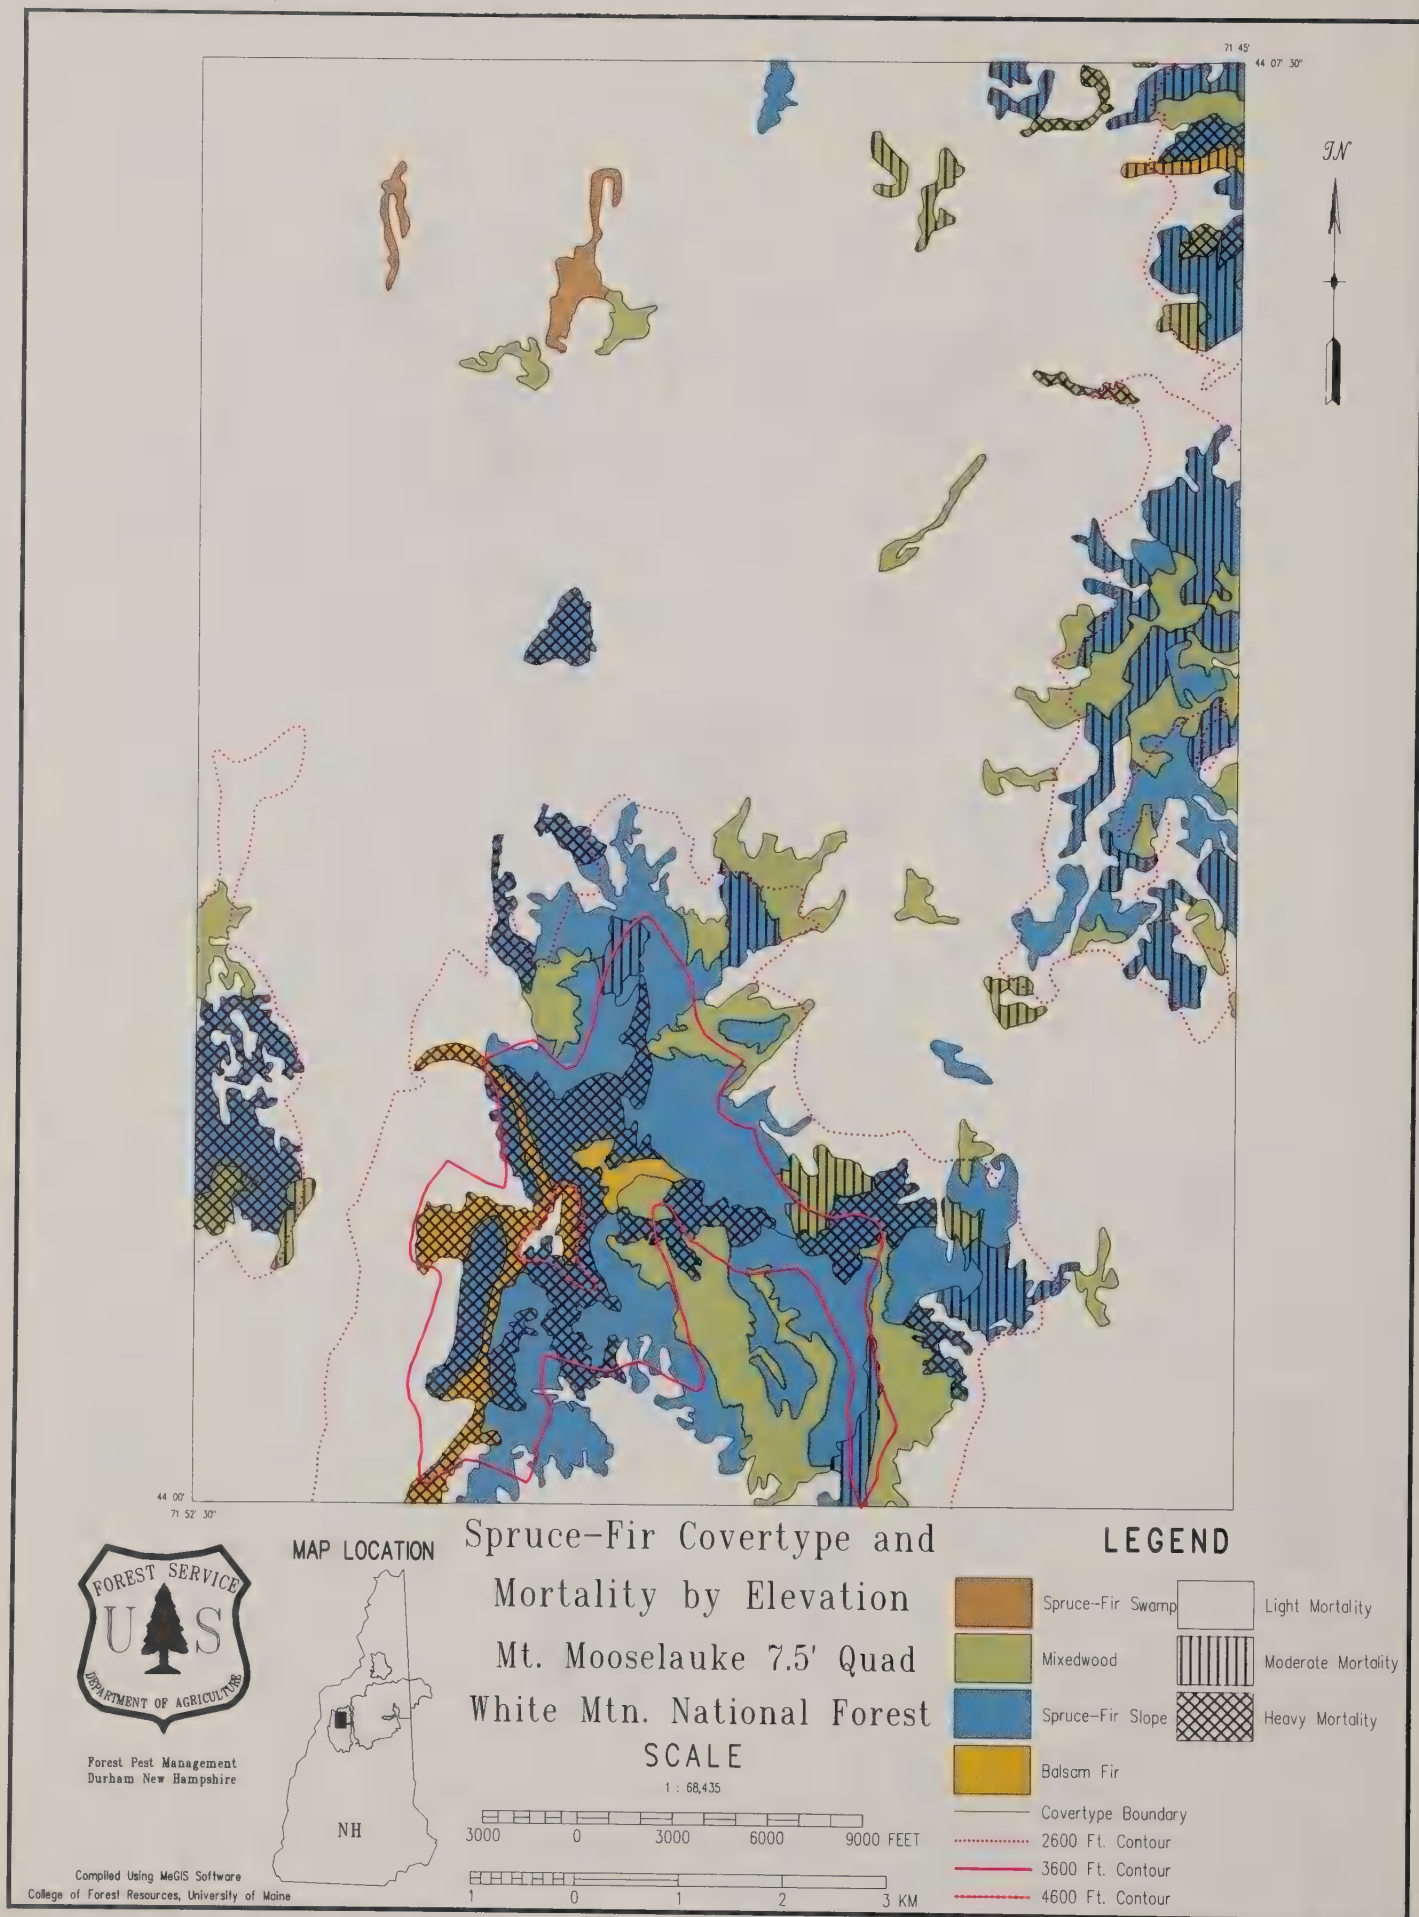 71 45'
44 07' 30"
TN
44 00'
71 52' 30"
FOREST SERVICE
U S
DEPARTMENT OF AGRICULTURE
Forest Pest Management
Durham New Hampshire
Compiled Using MeGIS Software
College of Forest Resources, University of Maine
MAP LOCATION
NH
Spruce-Fir Covertype and
Mortality by Elevation
Mt. Mooselauke 7.5' Quad
White Mtn. National Forest
SCALE
1 : 68,435
3000 0 3000 6000 9000 FEET
1 0 1 2 3 KM
LEGEND
Spruce-Fir Swamp
Mixedwood
Spruce-Fir Slope
Balsam Fir
Covertype Boundary
2600 Ft. Contour
3600 Ft. Contour
4600 Ft. Contour
Light Mortality
Moderate Mortality
Heavy Mortality